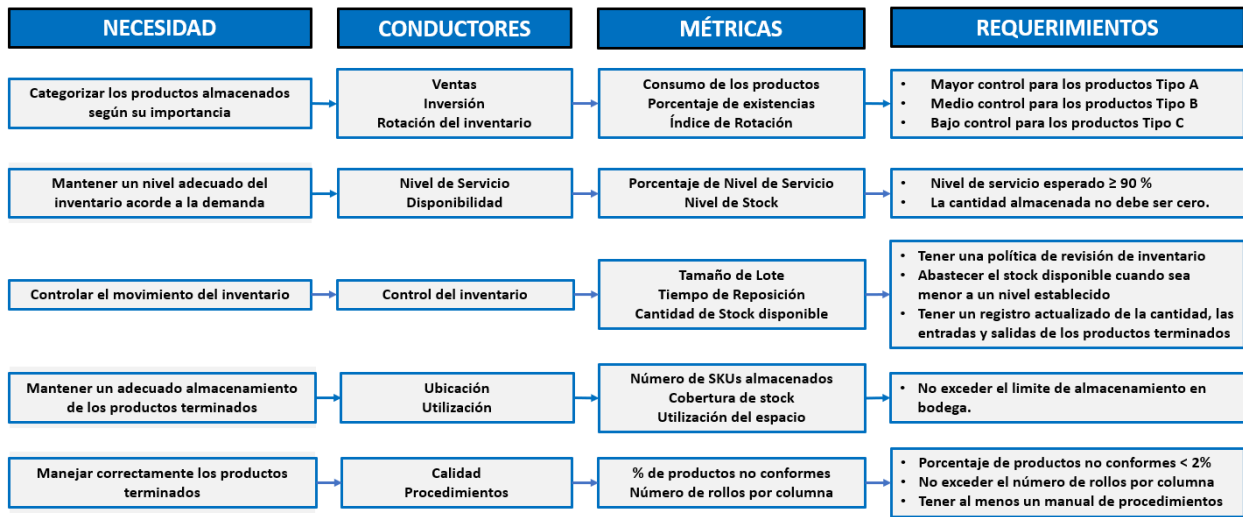 NECESIDAD
CONDUCTORES
MÉTRICAS
REQUERIMIENTOS
Categorizar los productos almacenados
según su importancia
Ventas
Inversión
Rotación del inventario
Consumo de los productos
Porcentaje de existencias
Índice de Rotación
• Mayor control para los productos Tipo A
• Medio control para los productos Tipo B
• Bajo control para los productos Tipo C
Mantener un nivel adecuado del
inventario acorde a la demanda
Nivel de Servicio
Disponibilidad
Porcentaje de Nivel de Servicio
Nivel de Stock
• Nivel de servicio esperado ≥ 90 %
• La cantidad almacenada no debe ser cero.
Controlar el movimiento del inventario
Control del inventario
Tamaño de Lote
Tiempo de Reposición
Cantidad de Stock disponible
• Tener una política de revisión de inventario
• Abastecer el stock disponible cuando sea
menor a un nivel establecido
• Tener un registro actualizado de la cantidad, las
entradas y salidas de los productos terminados
Mantener un adecuado almacenamiento
de los productos terminados
Ubicación
Utilización
Número de SKUs almacenados
Cobertura de stock
Utilización del espacio
• No exceder el limite de almacenamiento en
bodega.
Manejar correctamente los productos
terminados
Calidad
Procedimientos
% de productos no conformes
Número de rollos por columna
• Porcentaje de productos no conformes < 2%
• No exceder el número de rollos por columna
• Tener al menos un manual de procedimientos